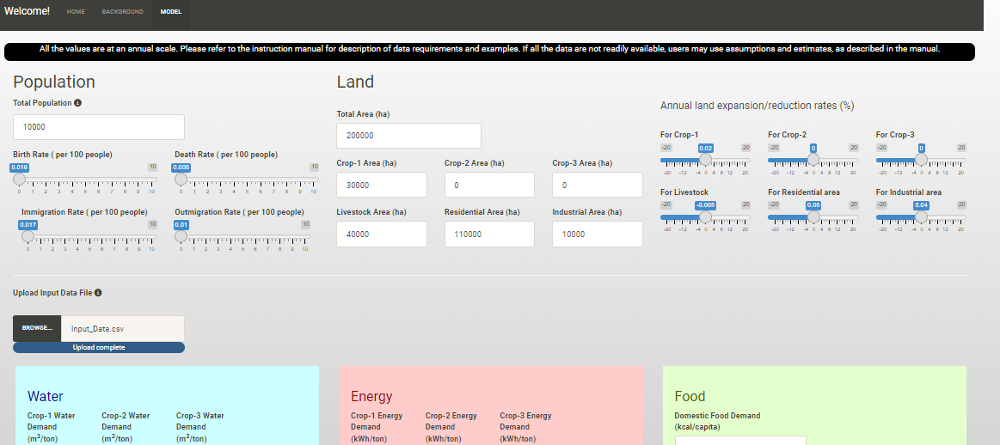 Welcome! HOME BACKGROUND MODEL
All the values are at an annual scale. Please refer to the instruction manual for description of data requirements and examples. If all the data are not readily available, users may use assumptions and estimates, as described in the manual.
Population
Total Population
10000
Birth Rate ( per 100 people)
0.016 10
0 1 2 3 4 5 6 7 8 9 10
Death Rate ( per 100 people)
0.005 10
0 1 2 3 4 5 6 7 8 9 10
Immigration Rate ( per 100 people)
0.017 10
0 1 2 3 4 5 6 7 8 9 10
Outmigration Rate ( per 100 people)
0.01 10
0 1 2 3 4 5 6 7 8 9 10
Land
Total Area (ha)
200000
Crop-1 Area (ha) Crop-2 Area (ha) Crop-3 Area (ha)
30000 0 0
Livestock Area (ha) Residential Area (ha) Industrial Area (ha)
40000 110000 10000
Annual land expansion/reduction rates (%)
For Crop-1
-20 0.02 20
-20 -12 -4 0 4 8 12 20
For Crop-2
-20 0 20
-20 -12 -4 0 4 8 12 20
For Crop-3
-20 0 20
-20 -12 -4 0 4 8 12 20
For Livestock
-20 -0.005 20
-20 -12 -4 0 4 8 12 20
For Residential area
-20 0.05 20
-20 -12 -4 0 4 8 12 20
For Industrial area
-20 0.04 20
-20 -12 -4 0 4 8 12 20
Upload Input Data File
BROWSE... Input_Data.csv
Upload complete
Water
Crop-1 Water
Demand
(m³/ton)
Crop-2 Water
Demand
(m³/ton)
Crop-3 Water
Demand
(m³/ton)
Energy
Crop-1 Energy
Demand
(kWh/ton)
Crop-2 Energy
Demand
(kWh/ton)
Crop-3 Energy
Demand
(kWh/ton)
Food
Domestic Food Demand
(kcal/capita)